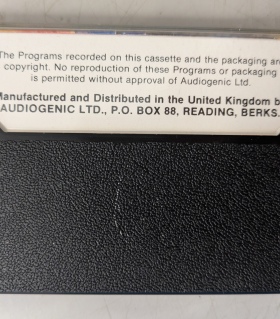 The Programs recorded on this cassette and the packaging are
copyright. No reproduction of these Programs or packaging
is permitted without approval of Audiogenic Ltd.
Manufactured and Distributed in the United Kingdom b
AUDIOGENIC LTD., P.O. BOX 88, READING, BERKS.